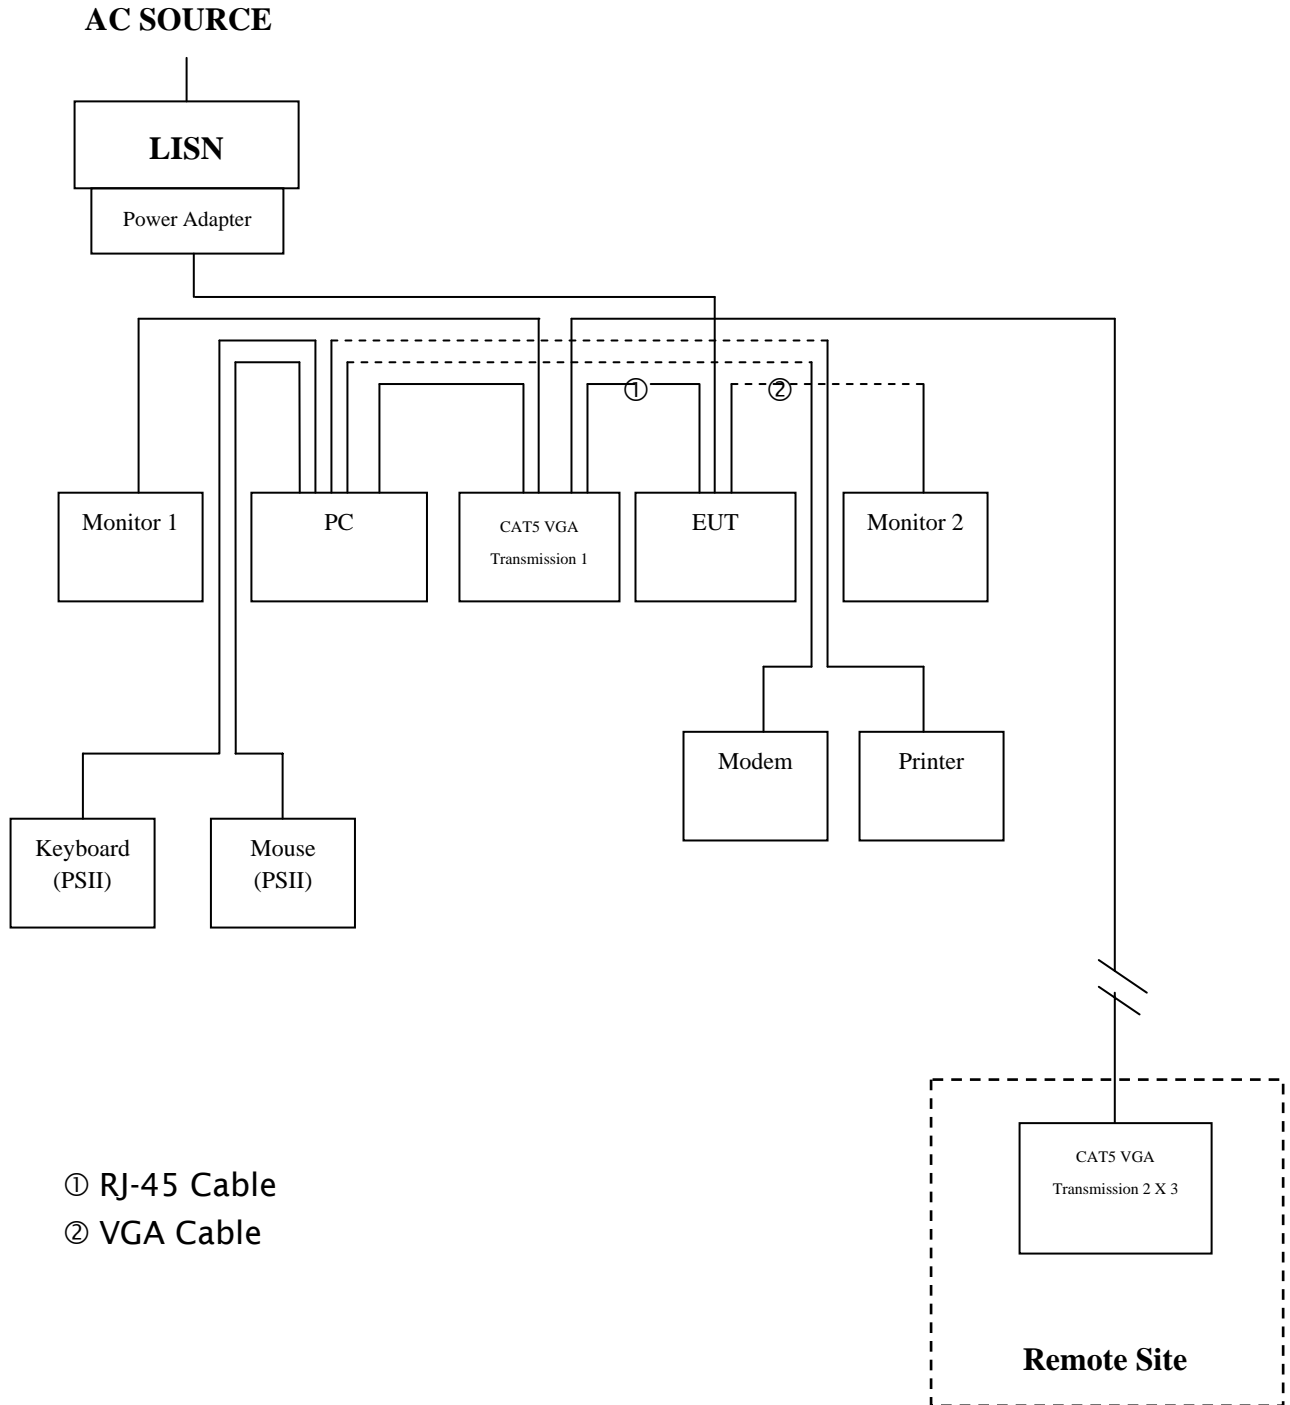 AC SOURCE
LISN
Power Adapter
① ②
Monitor 1
PC
CAT5 VGA
Transmission 1
EUT
Monitor 2
Modem
Printer
Keyboard
(PSII)
Mouse
(PSII)
CAT5 VGA
Transmission 2 X 3
① RJ-45 Cable
② VGA Cable
Remote Site